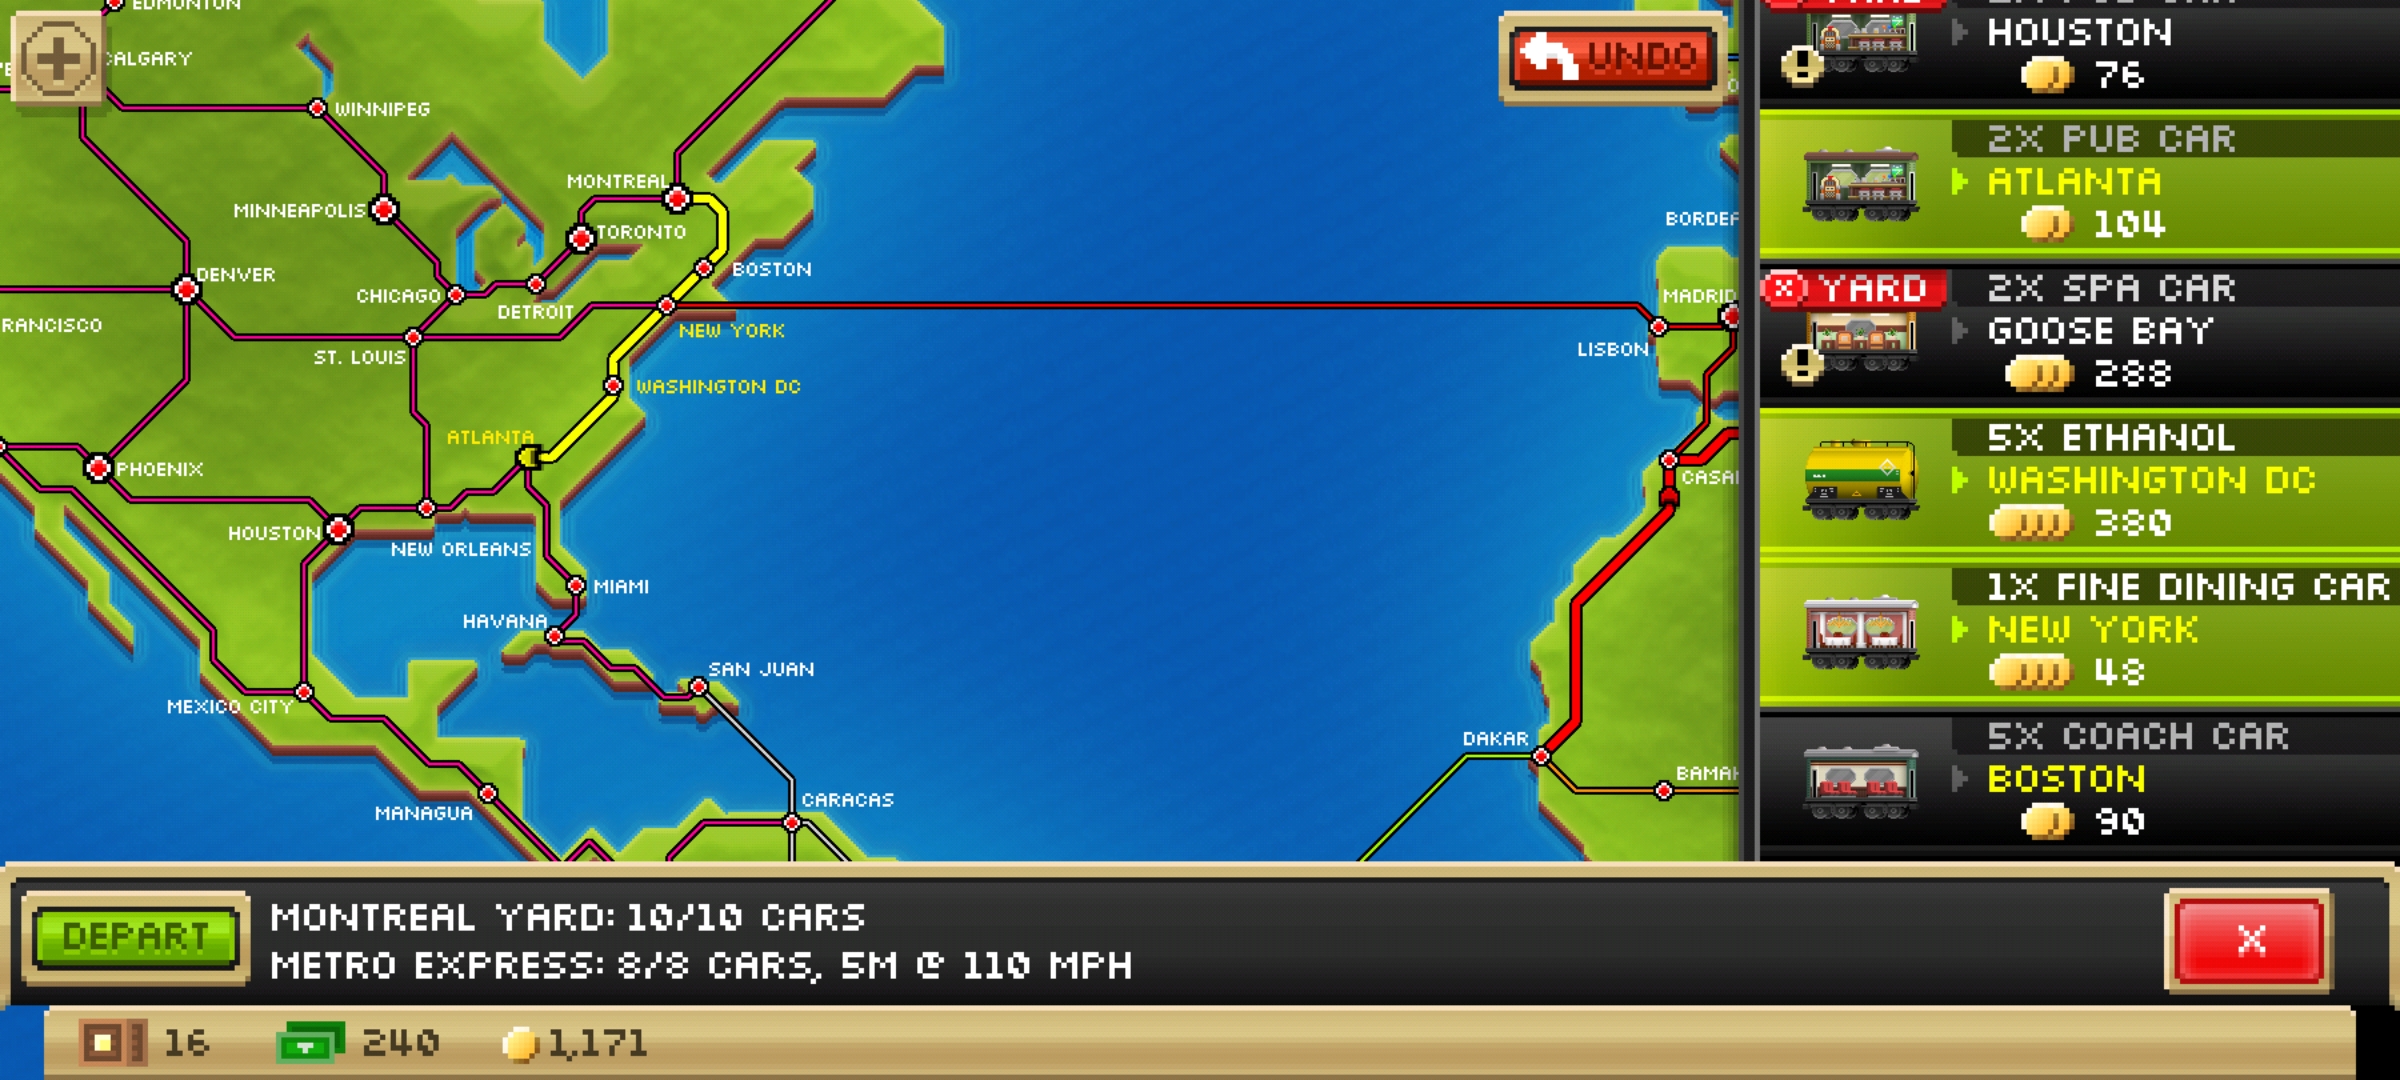 EDMONTON
CALGARY
WINNIPEG
MINNEAPOLIS
MONTREAL
TORONTO
DENVER
CHICAGO
DETROIT
BOSTON
RANCISCO
ST. LOUIS
NEW YORK
WASHINGTON DC
ATLANTA
PHOENIX
HOUSTON
NEW ORLEANS
MIAMI
HAVANA
SAN JUAN
MEXICO CITY
MANAGUA
CARACAS
BORDEA
MADRID
LISBON
CASA
DAKAR
BAMA
UNDO
HOUSTON
76
2X PUB CAR
ATLANTA
104
YARD
2X SPA CAR
GOOSE BAY
288
5X ETHANOL
WASHINGTON DC
380
1X FINE DINING CAR
NEW YORK
48
5X COACH CAR
BOSTON
90
DEPART
MONTREAL YARD: 10/10 CARS
METRO EXPRESS: 8/8 CARS, 5M @ 110 MPH
X
16
240
1,171